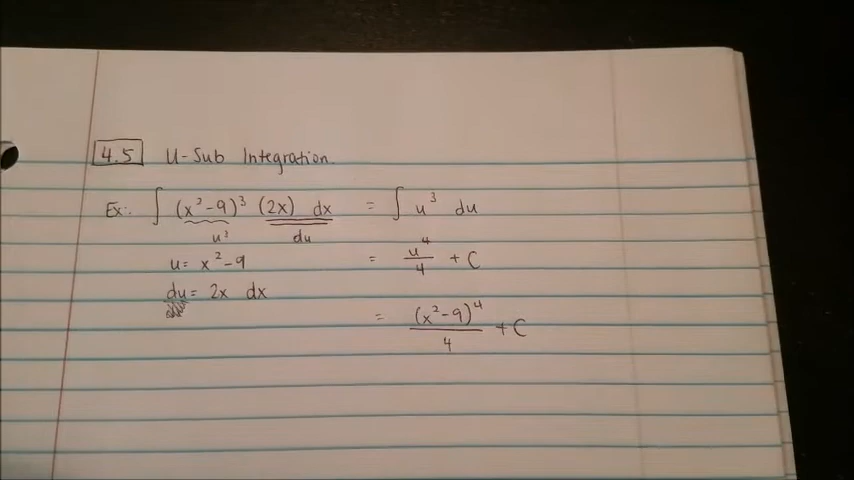 4.5 U-Sub Integration
Ex: ∫ (x²-9)³ (2x) dx = ∫ u³ du
u³ du
u = x²-9 = u⁴/4 + C
du = 2x dx
= (x²-9)⁴/4 + C